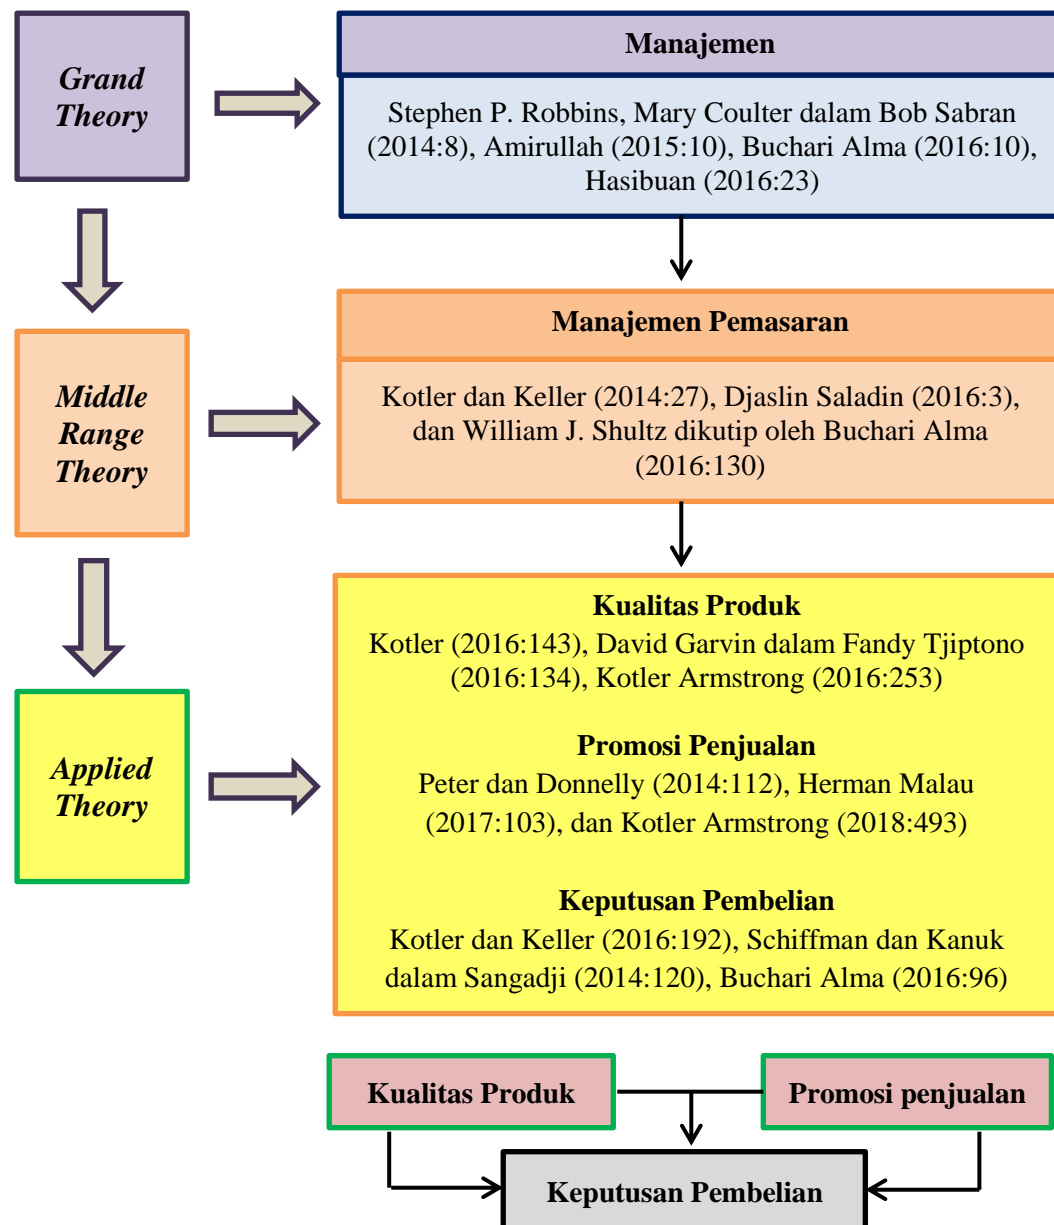 Grand
Theory
Manajemen
Stephen P. Robbins, Mary Coulter dalam Bob Sabran
(2014:8), Amirullah (2015:10), Buchari Alma (2016:10),
Hasibuan (2016:23)
Middle
Range
Theory
Manajemen Pemasaran
Kotler dan Keller (2014:27), Djaslin Saladin (2016:3),
dan William J. Shultz dikutip oleh Buchari Alma
(2016:130)
Applied
Theory
Kualitas Produk
Kotler (2016:143), David Garvin dalam Fandy Tjiptono
(2016:134), Kotler Armstrong (2016:253)
Promosi Penjualan
Peter dan Donnelly (2014:112), Herman Malau
(2017:103), dan Kotler Armstrong (2018:493)
Keputusan Pembelian
Kotler dan Keller (2016:192), Schiffman dan Kanuk
dalam Sangadji (2014:120), Buchari Alma (2016:96)
Kualitas Produk
Promosi penjualan
Keputusan Pembelian